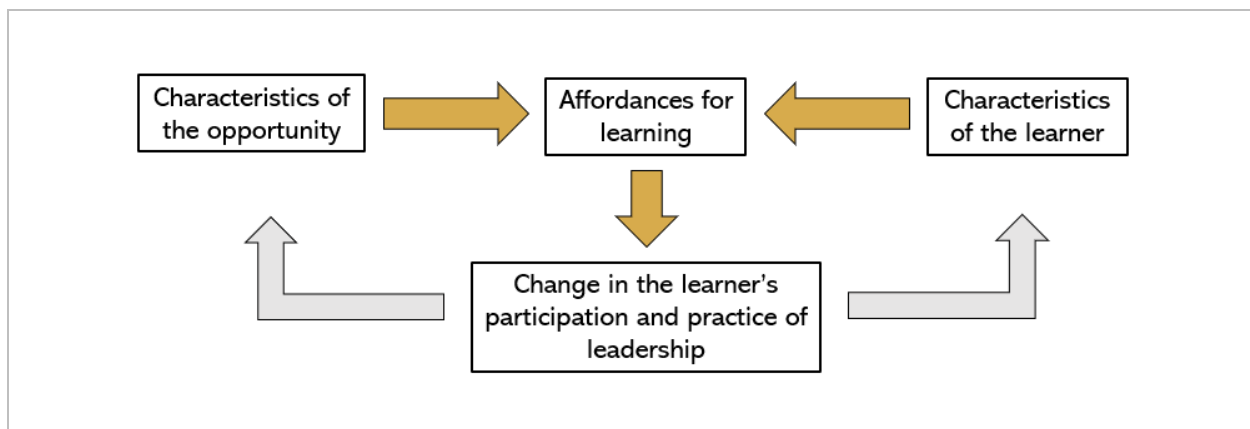 Characteristics of
the opportunity
Affordances for
learning
Characteristics
of the learner
Change in the learner's
participation and practice of
leadership